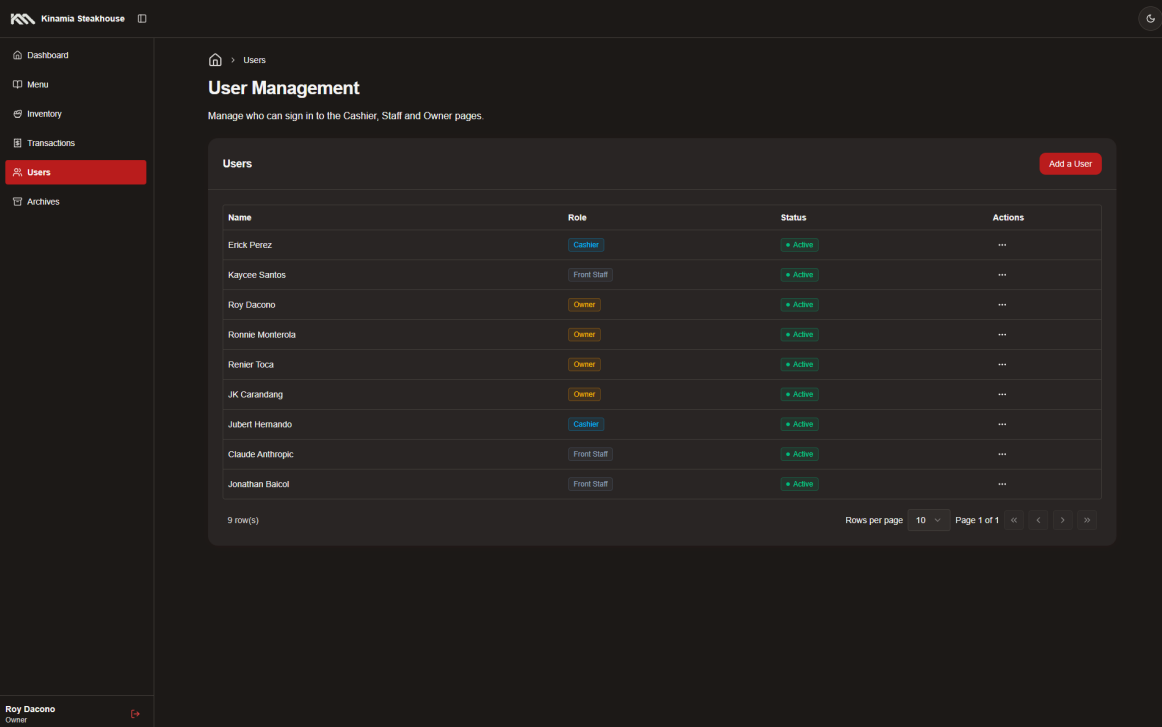 Kinamia Steakhouse
Dashboard
Menu
Inventory
Transactions
Users
Archives
Roy Dacono
Owner
Users
User Management
Manage who can sign in to the Cashier, Staff and Owner pages.
Users Add a User
Name Role Status Actions
Erick Perez Cashier Active
Kaycee Santos Front Staff Active
Roy Dacono Owner Active
Ronnie Monterola Owner Active
Renier Toca Owner Active
JK Carandang Owner Active
Jubert Hernando Cashier Active
Claude Anthropic Front Staff Active
Jonathan Baicol Front Staff Active
9 row(s) Rows per page 10 Page 1 of 1